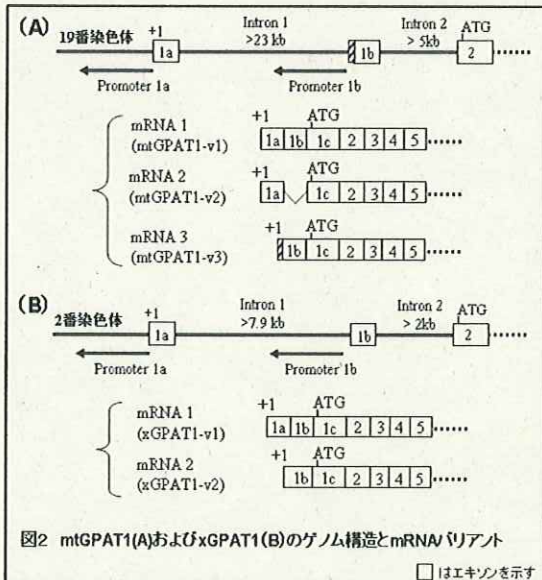 (A)
19番染色体
+1
1a
Intron 1
>23 kb
1b
Intron 2
> 5kb
ATG
2
Promoter 1a
Promoter 1b
mRNA 1
(mtGPAT1-v1)
+1
ATG
1a 1b 1c 2 3 4 5
mRNA 2
(mtGPAT1-v2)
+1
ATG
1a 1c 2 3 4 5
mRNA 3
(mtGPAT1-v3)
+1
ATG
1b 1c 2 3 4 5
(B)
2番染色体
+1
1a
Intron 1
>7.9 kb
1b
Intron 2
> 2kb
ATG
2
Promoter 1a
Promoter 1b
mRNA 1
(xGPAT1-v1)
+1
ATG
1a 1b 1c 2 3 4 5
mRNA 2
(xGPAT1-v2)
+1
ATG
1b 1c 2 3 4 5
図2 mtGPAT1(A)およびxGPAT1(B)のゲノム構造とmRNAバリアント
□はエキソンを示す